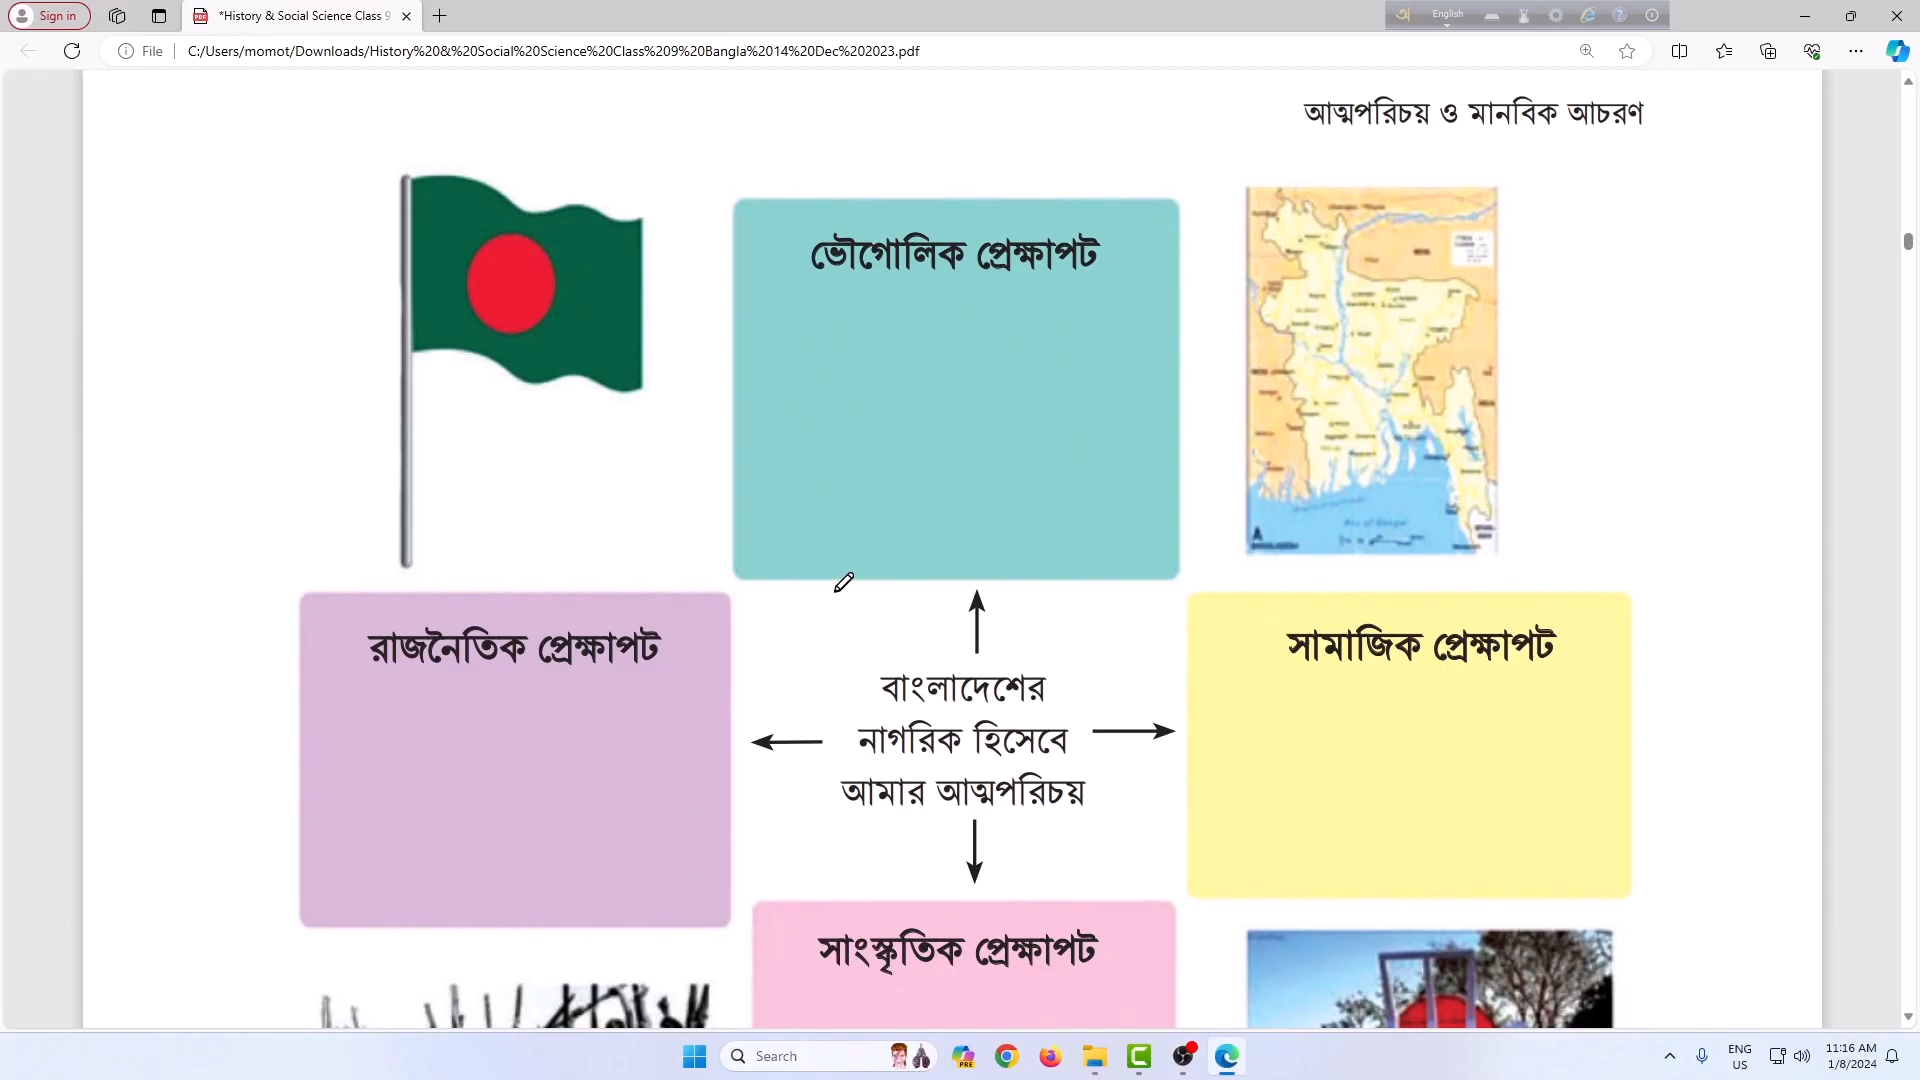 Sign in
*History & Social Science Class 9
English
File
C:/Users/momot/Downloads/History%20&%20Social%20Science%20Class%209%20Bangla%2014%20Dec%202023.pdf
আত্মপরিচয় ও মানবিক আচরণ
ভৌগোলিক প্রেক্ষাপট
রাজনৈতিক প্রেক্ষাপট
সামাজিক প্রেক্ষাপট
বাংলাদেশের
নাগরিক হিসেবে
আমার আত্মপরিচয়
সাংস্কৃতিক প্রেক্ষাপট
Search
PRE
ENG
US
11:16 AM
1/8/2024